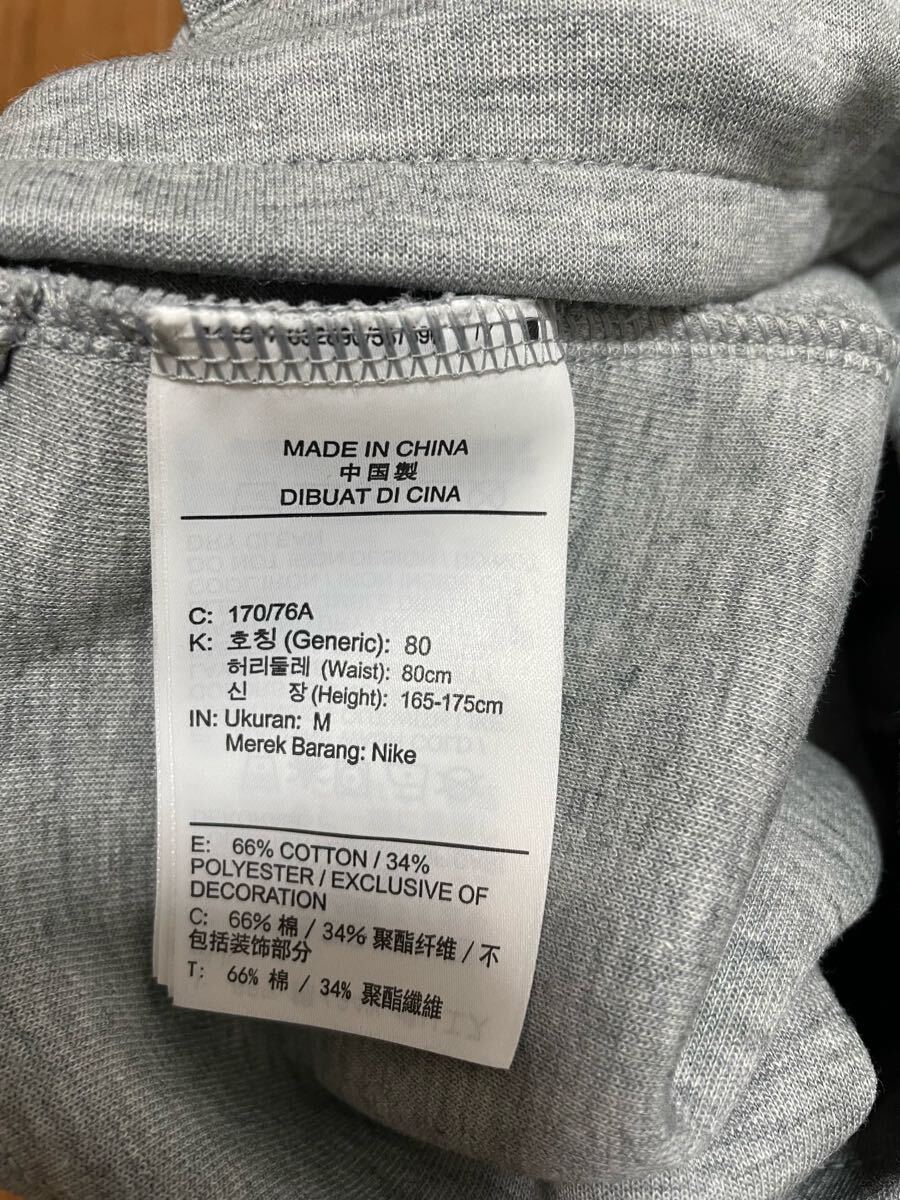 MADE IN CHINA
中国製
DIBUAT DI CINA
C: 170/76A
K: 호칭 (Generic): 80
허리둘레 (Waist): 80cm
신 장 (Height): 165-175cm
IN: Ukuran: M
Merek Barang: Nike
E: 66% COTTON / 34%
POLYESTER / EXCLUSIVE OF
DECORATION
C: 66% 棉 / 34% 聚酯纤维 / 不
包括装饰部分
T: 66% 棉 / 34% 聚酯纖維